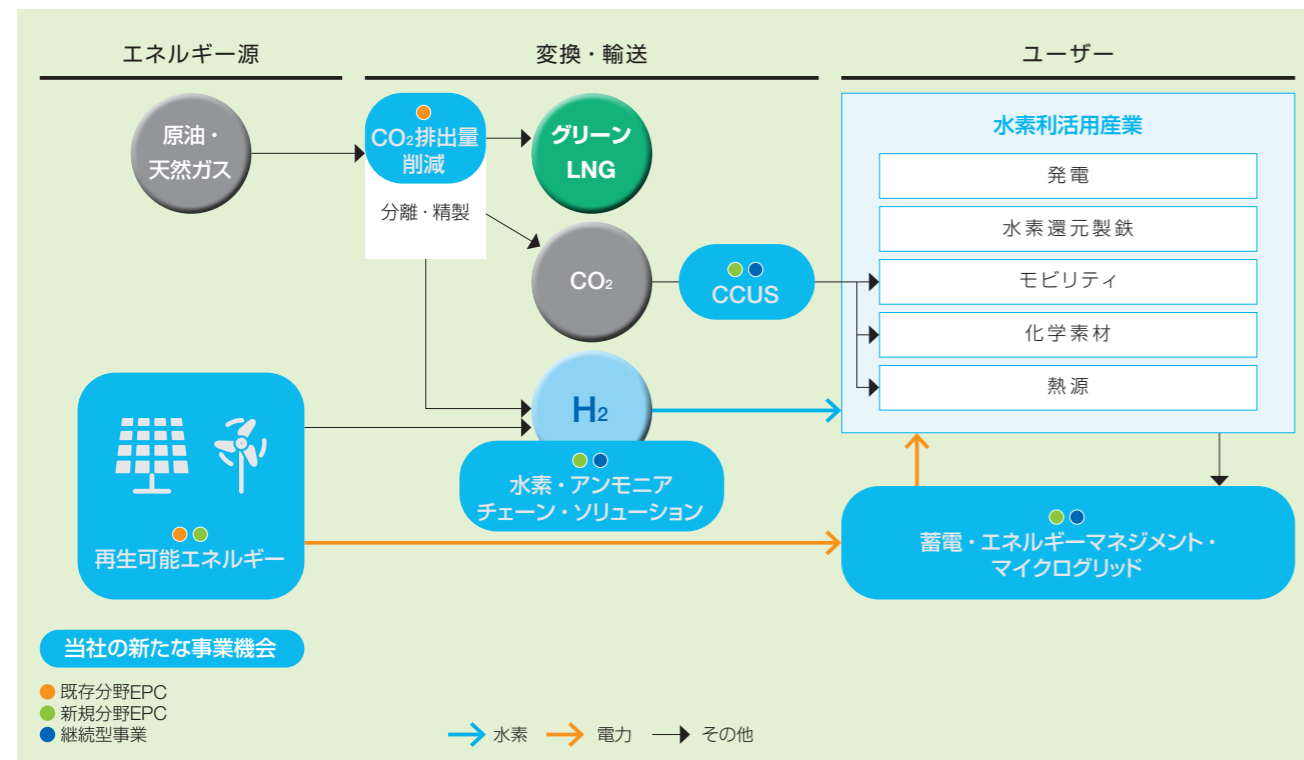 エネルギー源
変換・輸送
ユーザー
原油・
天然ガス
CO₂排出量
削減
分離・精製
グリーン
LNG
CO₂
CCUS
H₂
水素・アンモニア
チェーン・ソリューション
再生可能エネルギー
水素利活用産業
発電
水素還元製鉄
モビリティ
化学素材
熱源
蓄電・エネルギーマネジメント・
マイクログリッド
当社の新たな事業機会
既存分野EPC
新規分野EPC
継続型事業
水素
電力
その他